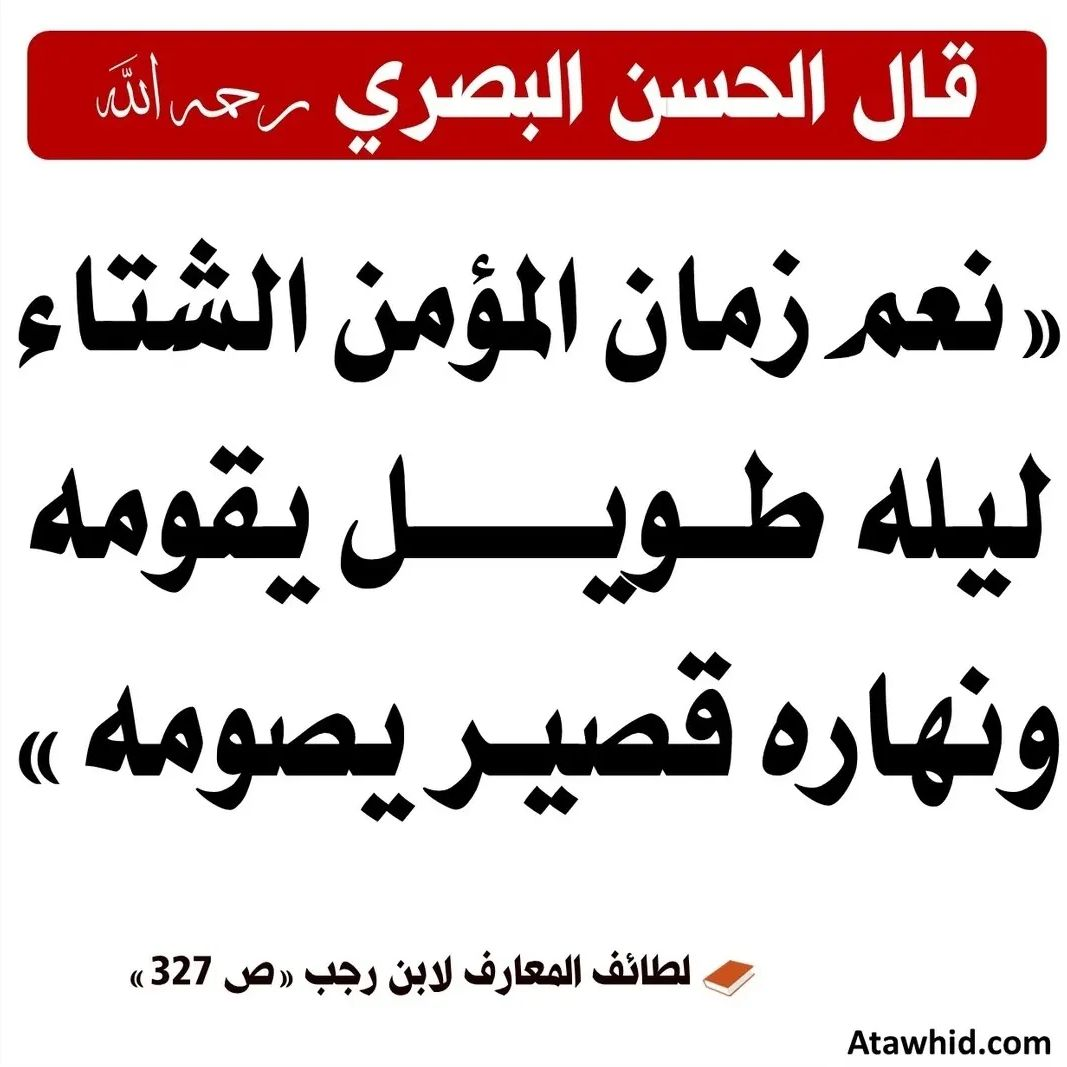 قال الحسن البصري رحمه الله
« نعم زمان المؤمن الشتاء
ليله طويل يقومه
ونهاره قصير يصومه »
لطائف المعارف لابن رجب « ص 327 »
Atawhid.com